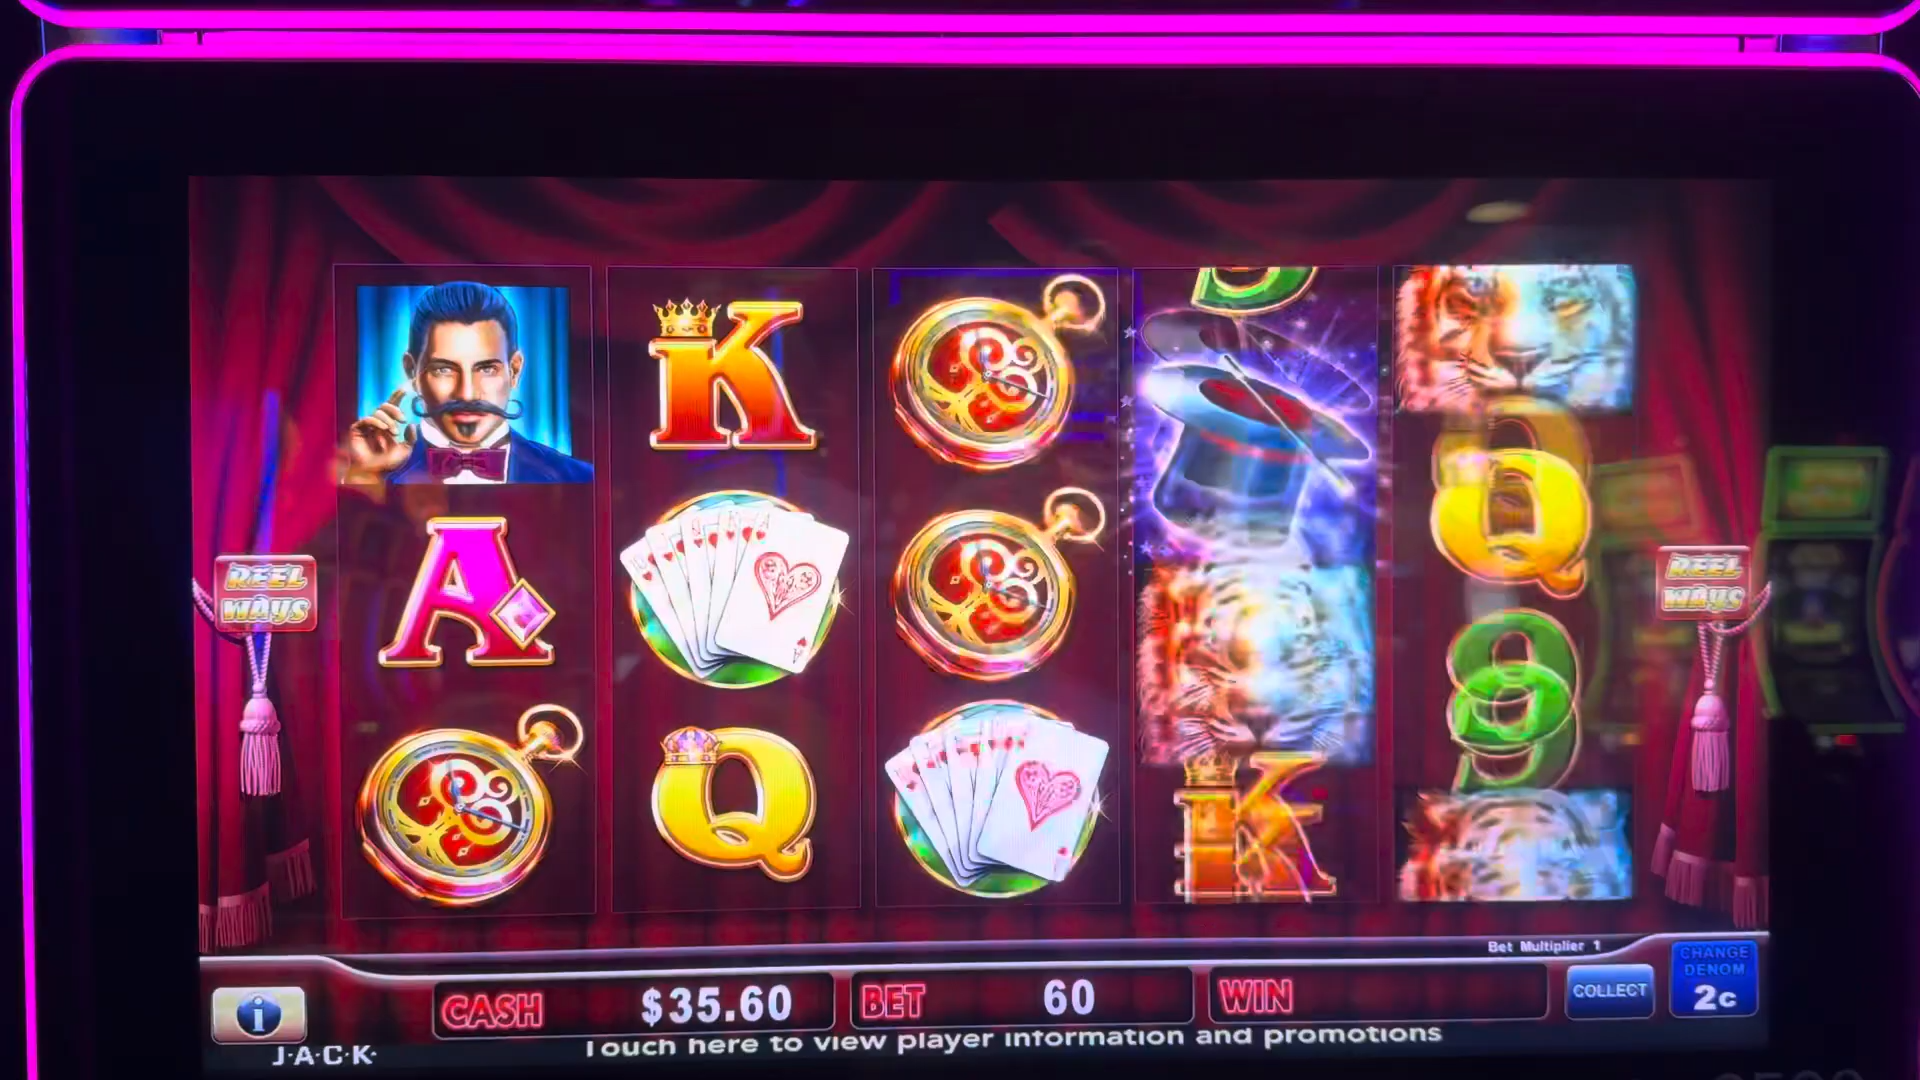 K
A
REEL
WAYS
REEL
WAYS
Q
9
Q
K
Bet Multiplier 1
CHANGE
DENOM
2c
CASH $35.60 BET 60 WIN COLLECT
i
Touch here to view player information and promotions
J·A·C·K·